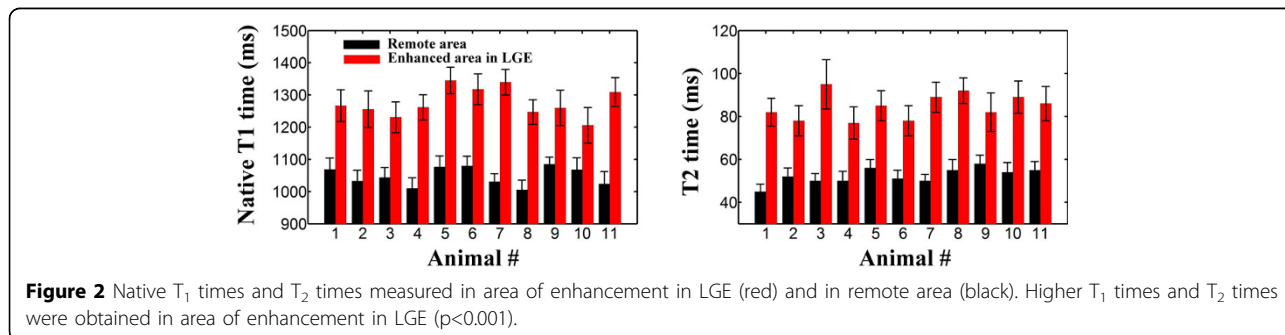 1500
1400
1300
1200
1100
1000
900
Native T1 time (ms)
Remote area
Enhanced area in LGE
1 2 3 4 5 6 7 8 9 10 11
Animal #
120
100
80
60
40
T2 time (ms)
1 2 3 4 5 6 7 8 9 10 11
Animal #
Figure 2 Native T₁ times and T₂ times measured in area of enhancement in LGE (red) and in remote area (black). Higher T₁ times and T₂ times
were obtained in area of enhancement in LGE (p<0.001).